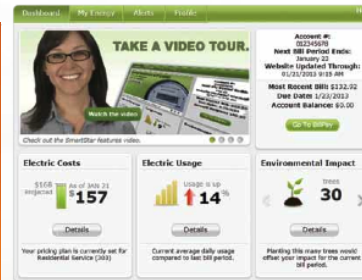 Dashboard My Energy Alerts Profile
TAKE A VIDEO TOUR.
Watch the video
Check out the SmartStar features video.
Account #:
012345678
Next Bill Period Ends:
January 22
Website Updated Through:
01/21/2013 9:15 AM
Most Recent Bill: $132.92
Due Date: 1/23/2013
Account Balance: $0.00
Go To BillPay
Electric Costs
$168
Projected
As of JAN 21
$157
Details
Your pricing plan is currently set for
Residential Service (303)
Electric Usage
Usage is up
14%
Details
Current average daily usage
compared to last bill period.
Environmental Impact
trees
30
Details
Planting this many trees would
offset your impact for the current
bill period.